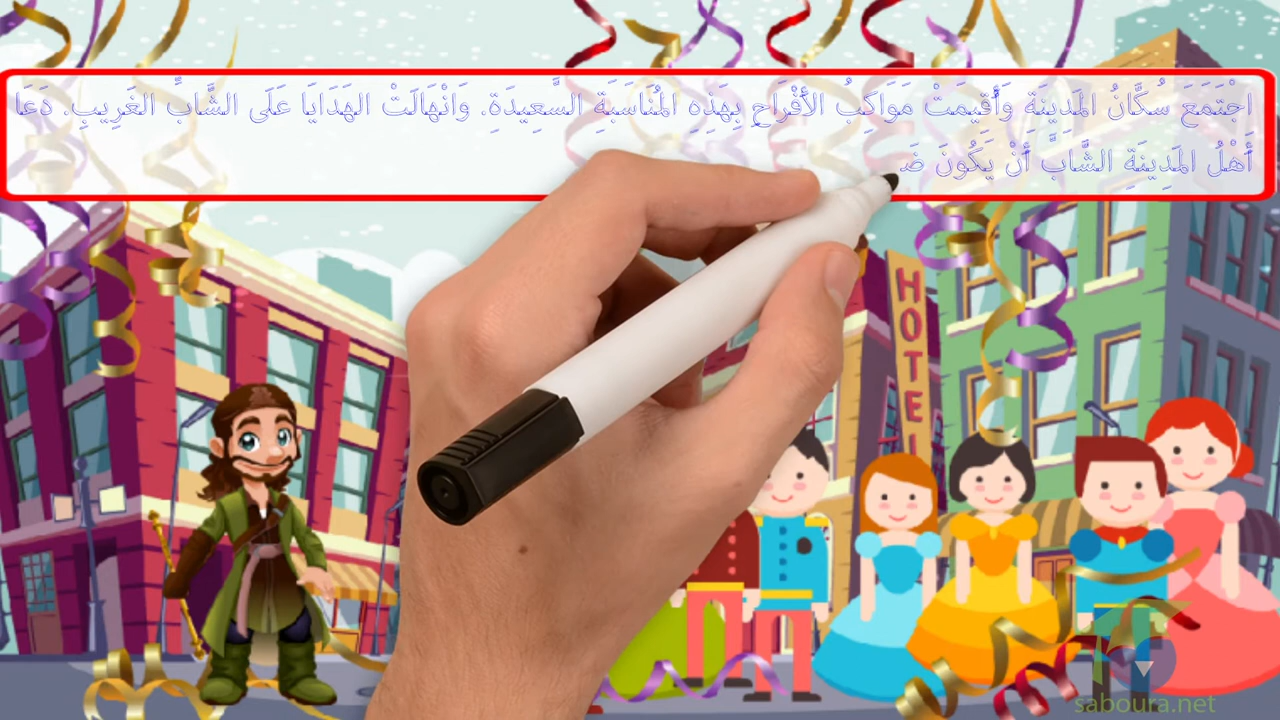 اجْتَمَعَ سُكَّانُ المَدِينَةِ وَأُقِيمَتْ مَوَاكِبُ الأَفْرَاحِ بِهَذِهِ المُنَاسَبَةِ السَّعِيدَةِ. وَانْهَالَتْ الهَدَايَا عَلَى الشَّابِّ الغَرِيبِ. دَعَا
أَهْلُ المَدِينَةِ الشَّابَّ أَنْ يَكُونَ ضَ
HOTEL
saboura.net